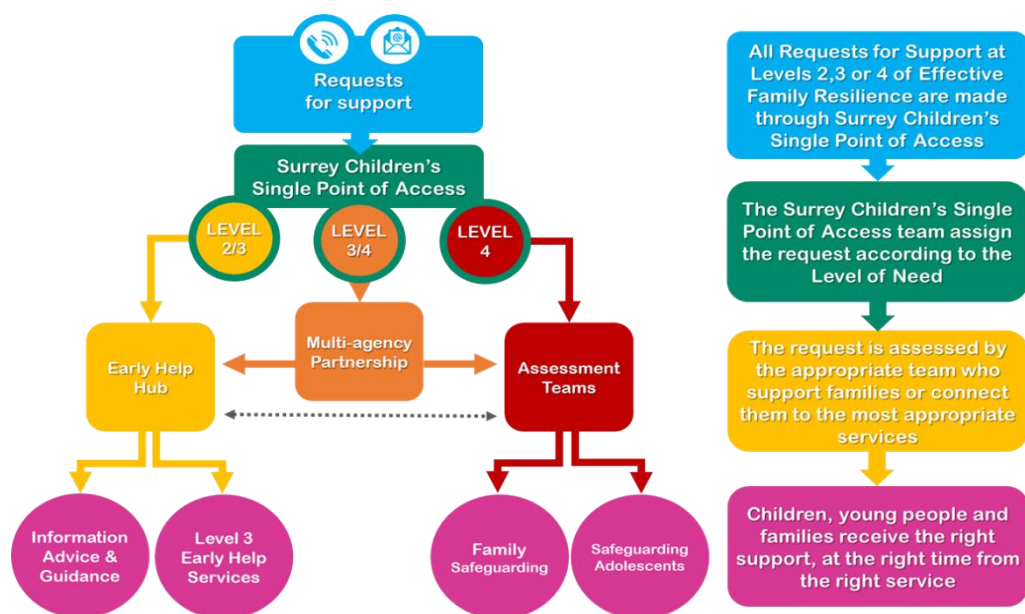 Requests
for support
Surrey Children's
Single Point of Access
LEVEL
2/3
LEVEL
3/4
LEVEL
4
Early Help
Hub
Multi-agency
Partnership
Assessment
Teams
Information
Advice &
Guidance
Level 3
Early Help
Services
Family
Safeguarding
Safeguarding
Adolescents
All Requests for Support at
Levels 2,3 or 4 of Effective
Family Resilience are made
through Surrey Children's
Single Point of Access
The Surrey Children's Single
Point of Access team assign
the request according to the
Level of Need
The request is assessed by
the appropriate team who
support families or connect
them to the most appropriate
services
Children, young people and
families receive the right
support, at the right time from
the right service